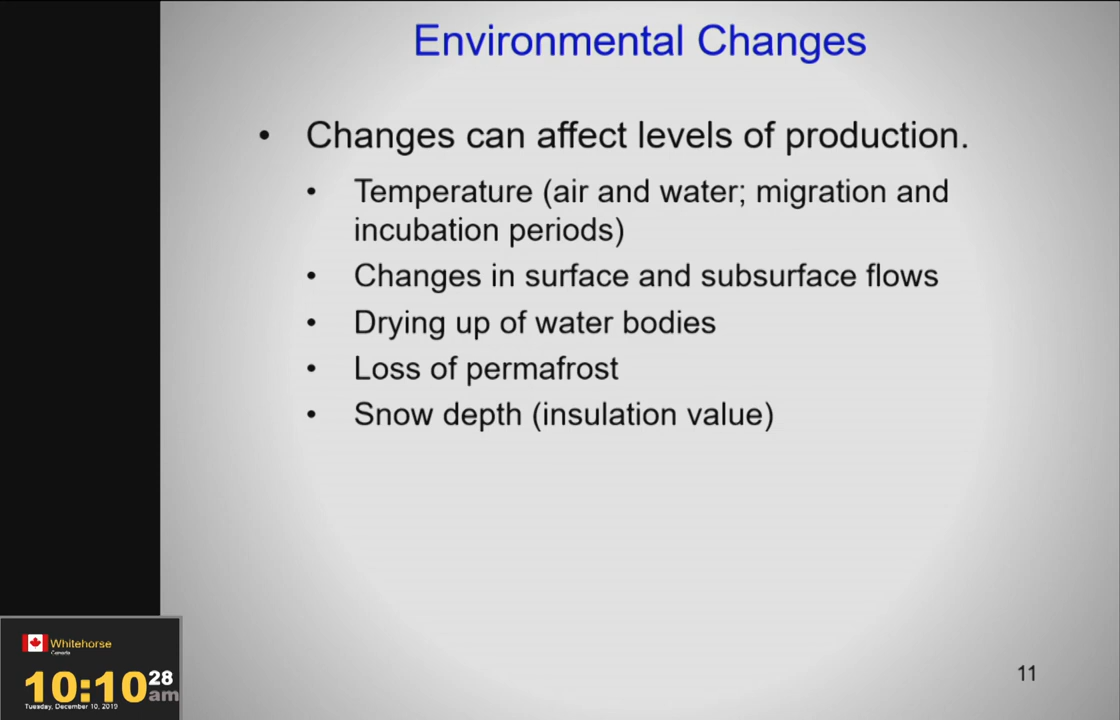 Environmental Changes
• Changes can affect levels of production.
• Temperature (air and water; migration and
incubation periods)
• Changes in surface and subsurface flows
• Drying up of water bodies
• Loss of permafrost
• Snow depth (insulation value)
Whitehorse
Canada
10:10 28
am
Tuesday, December 10, 2019
11